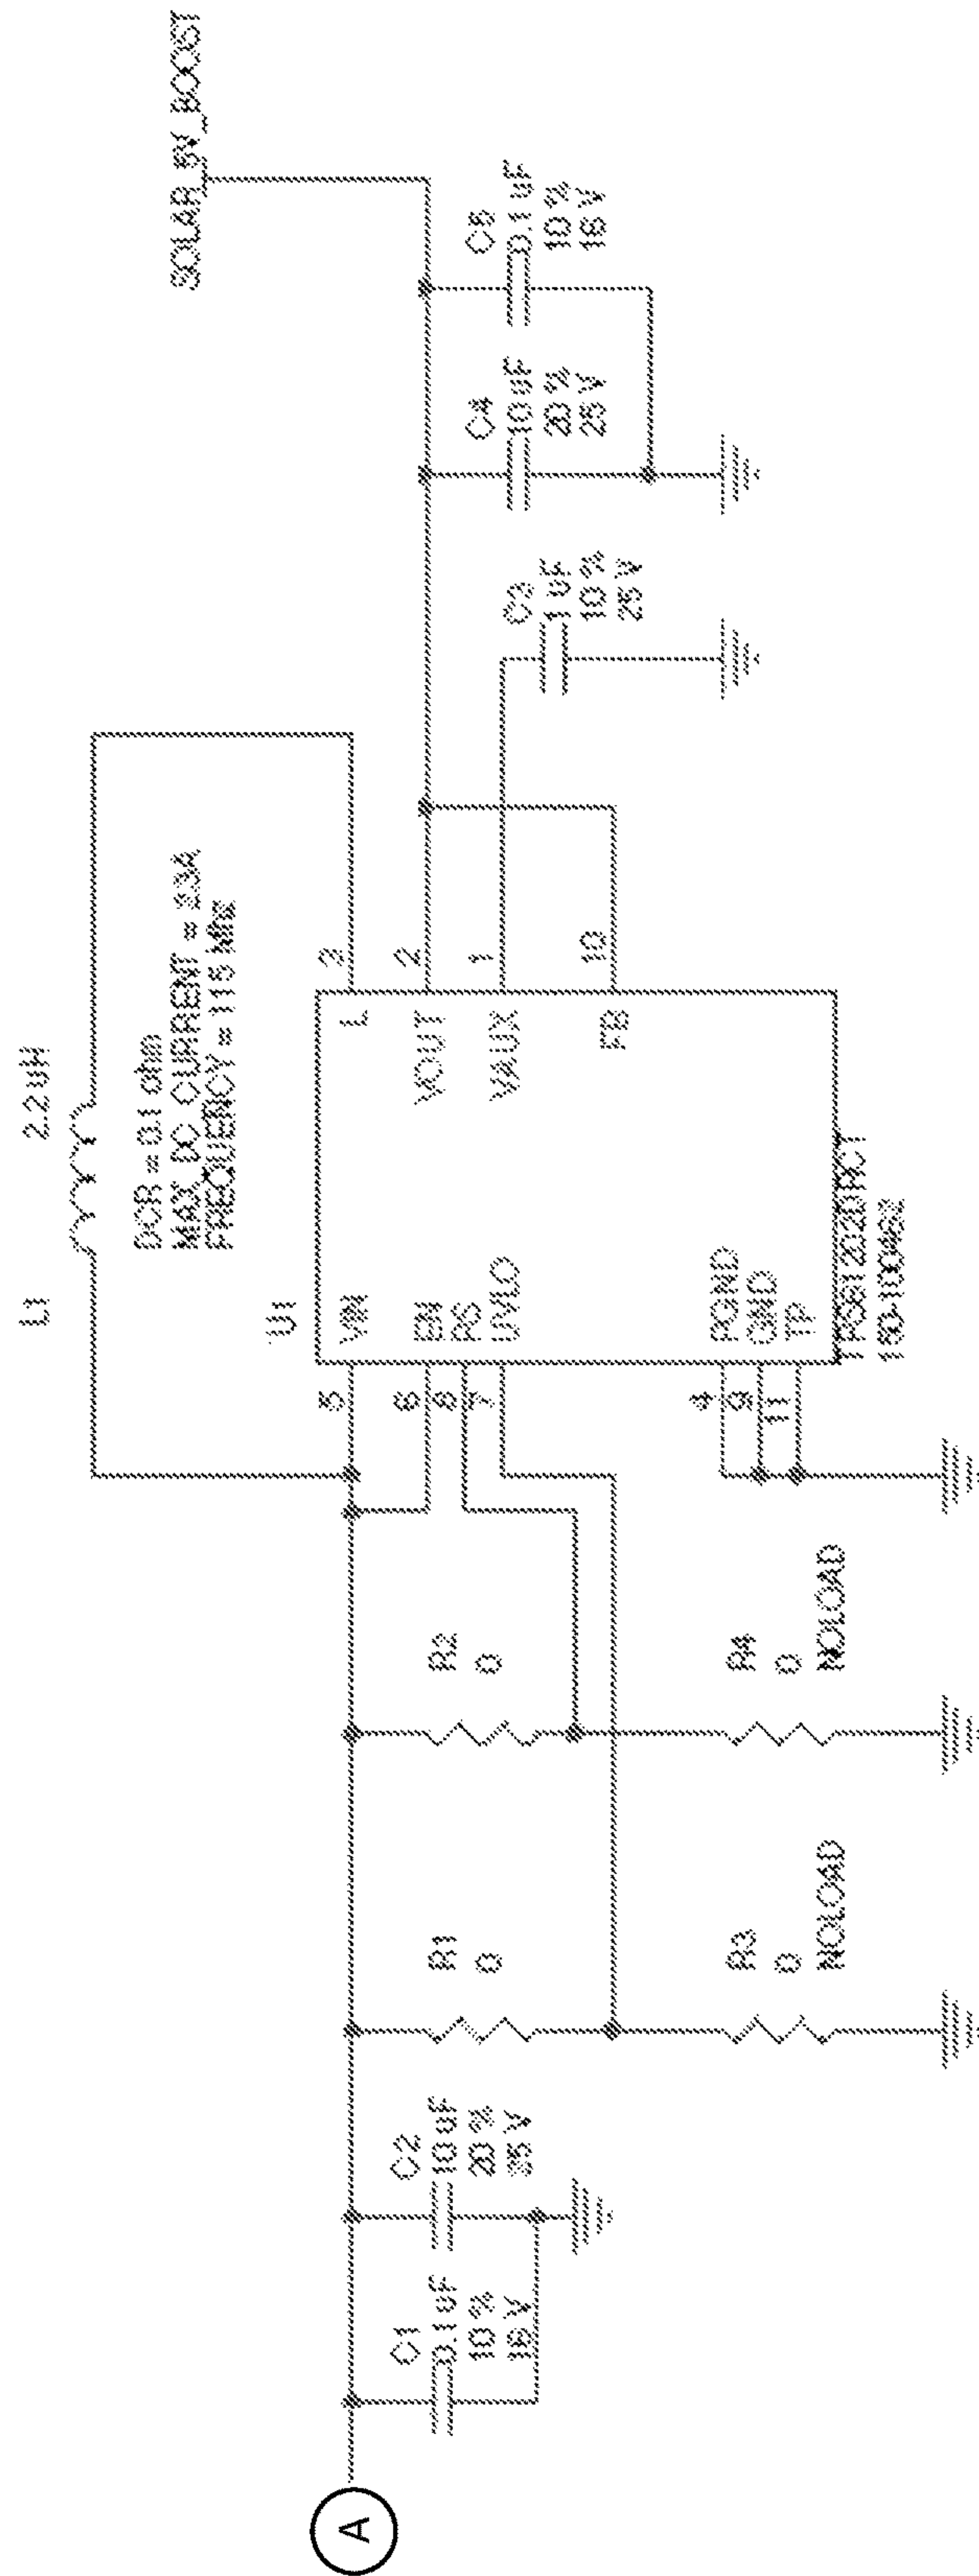 A
C1
0.1 uF
10 %
16 V
C2
10 uF
20 %
25 V
R1
0
R3
0
NOLOAD
R2
0
R4
0
NOLOAD
L1
2.2 uH
DCR = 0.1 ohm
MAX DC CURRENT = 2.3A
FREQUENCY = 115 Mhz
U1
5
VIN
6
EN
8
PS
7
UVLO
4
PGND
9
GND
11
TP
L
3
VOUT
2
VAUX
1
FB
10
TPS61202DRCT
C3
1 uF
10 %
25 V
C4
10 uF
20 %
25 V
C5
0.1 uF
10 %
16 V
SOLAR_5V_BOOST